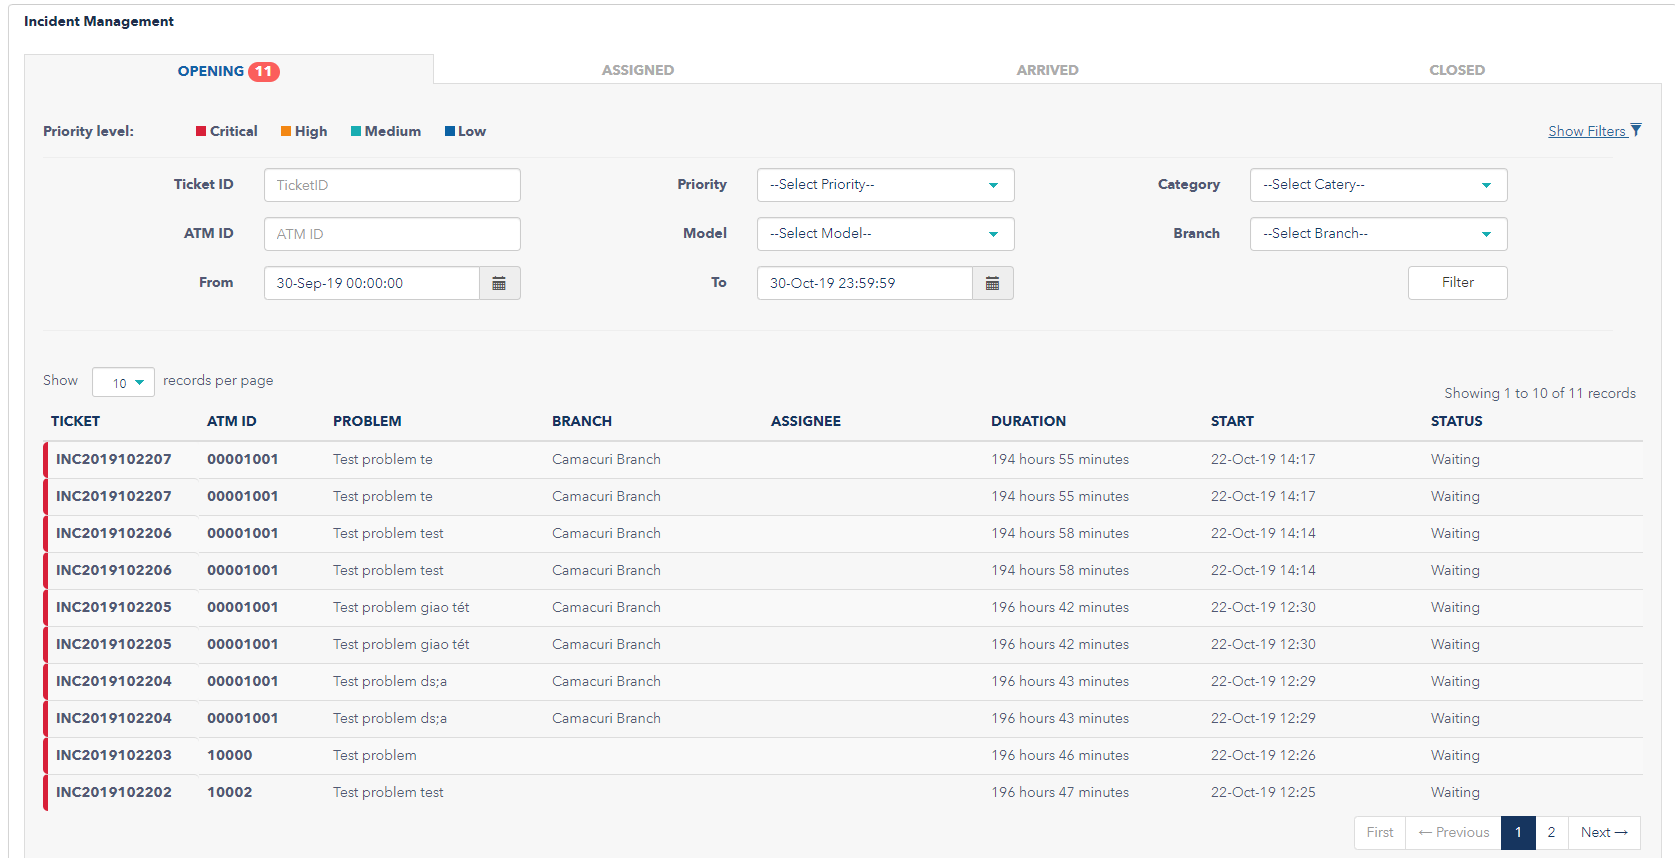 Incident Management
OPENING 11 ASSIGNED ARRIVED CLOSED
Priority level: Critical High Medium Low Show Filters
Ticket ID TicketID Priority --Select Priority-- Category --Select Catery--
ATM ID ATM ID Model --Select Model-- Branch --Select Branch--
From 30-Sep-19 00:00:00 To 30-Oct-19 23:59:59 Filter
Show 10 records per page
Showing 1 to 10 of 11 records
TICKET ATM ID PROBLEM BRANCH ASSIGNEE DURATION START STATUS
INC2019102207 00001001 Test problem te Camacuri Branch 194 hours 55 minutes 22-Oct-19 14:17 Waiting
INC2019102207 00001001 Test problem te Camacuri Branch 194 hours 55 minutes 22-Oct-19 14:17 Waiting
INC2019102206 00001001 Test problem test Camacuri Branch 194 hours 58 minutes 22-Oct-19 14:14 Waiting
INC2019102206 00001001 Test problem test Camacuri Branch 194 hours 58 minutes 22-Oct-19 14:14 Waiting
INC2019102205 00001001 Test problem giao tét Camacuri Branch 196 hours 42 minutes 22-Oct-19 12:30 Waiting
INC2019102205 00001001 Test problem giao tét Camacuri Branch 196 hours 42 minutes 22-Oct-19 12:30 Waiting
INC2019102204 00001001 Test problem ds;a Camacuri Branch 196 hours 43 minutes 22-Oct-19 12:29 Waiting
INC2019102204 00001001 Test problem ds;a Camacuri Branch 196 hours 43 minutes 22-Oct-19 12:29 Waiting
INC2019102203 10000 Test problem 196 hours 46 minutes 22-Oct-19 12:26 Waiting
INC2019102202 10002 Test problem test 196 hours 47 minutes 22-Oct-19 12:25 Waiting
First ← Previous 1 2 Next →